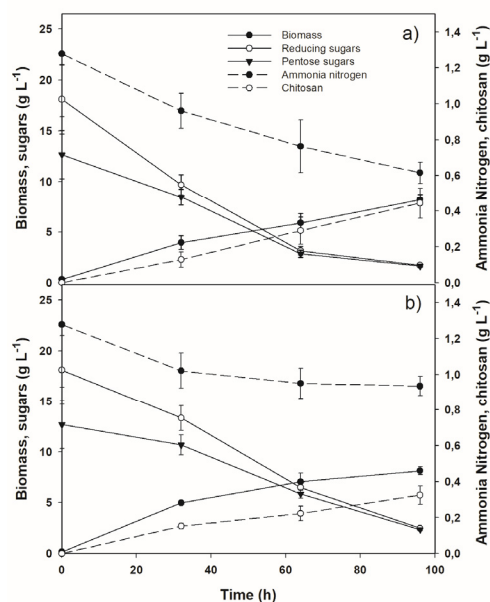 a)
Biomass
Reducing sugars
Pentose sugars
Ammonia nitrogen
Chitosan
Biomass, sugars (g L-1)
25
20
15
10
5
0
Ammonia Nitrogen, chitosan (g L-1)
1,4
1,2
1,0
0,8
0,6
0,4
0,2
0,0
b)
Biomass, sugars (g L-1)
25
20
15
10
5
0
Ammonia Nitrogen, chitosan (g L-1)
1,4
1,2
1,0
0,8
0,6
0,4
0,2
0,0
0 20 40 60 80 100
Time (h)